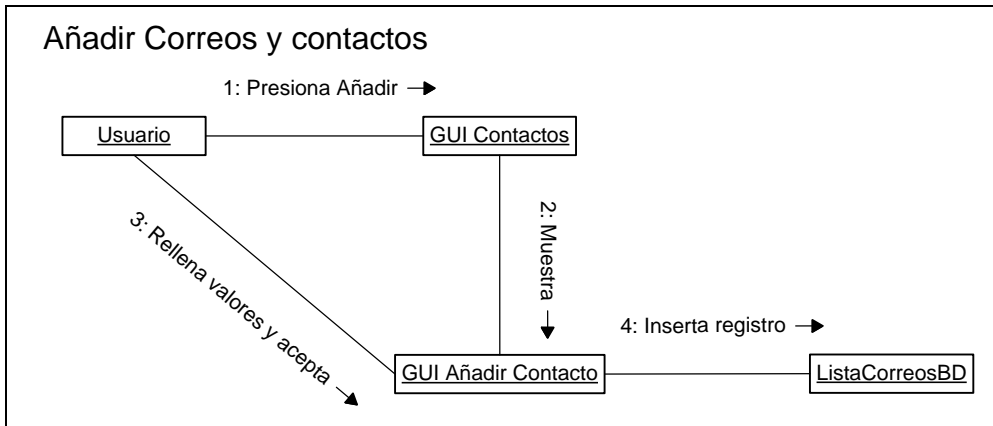 Añadir Correos y contactos
1: Presiona Añadir
Usuario
GUI Contactos
2: Muestra
3: Rellena valores y acepta
4: Inserta registro
GUI Añadir Contacto
ListaCorreosBD